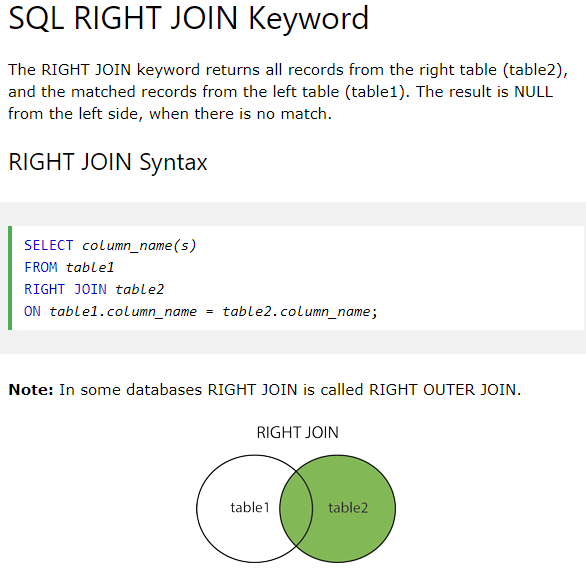 SQL RIGHT JOIN Keyword
The RIGHT JOIN keyword returns all records from the right table (table2),
and the matched records from the left table (table1). The result is NULL
from the left side, when there is no match.
RIGHT JOIN Syntax
SELECT column_name(s)
FROM table1
RIGHT JOIN table2
ON table1.column_name = table2.column_name;
Note: In some databases RIGHT JOIN is called RIGHT OUTER JOIN.
RIGHT JOIN
table1 table2